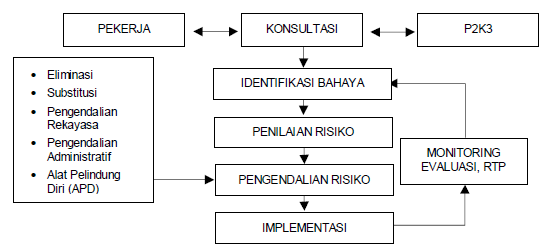 PEKERJA
KONSULTASI
P2K3
• Eliminasi
• Substitusi
• Pengendalian
Rekayasa
• Pengendalian
Administratif
• Alat Pelindung
Diri (APD)
IDENTIFIKASI BAHAYA
PENILAIAN RISIKO
PENGENDALIAN RISIKO
IMPLEMENTASI
MONITORING
EVALUASI, RTP